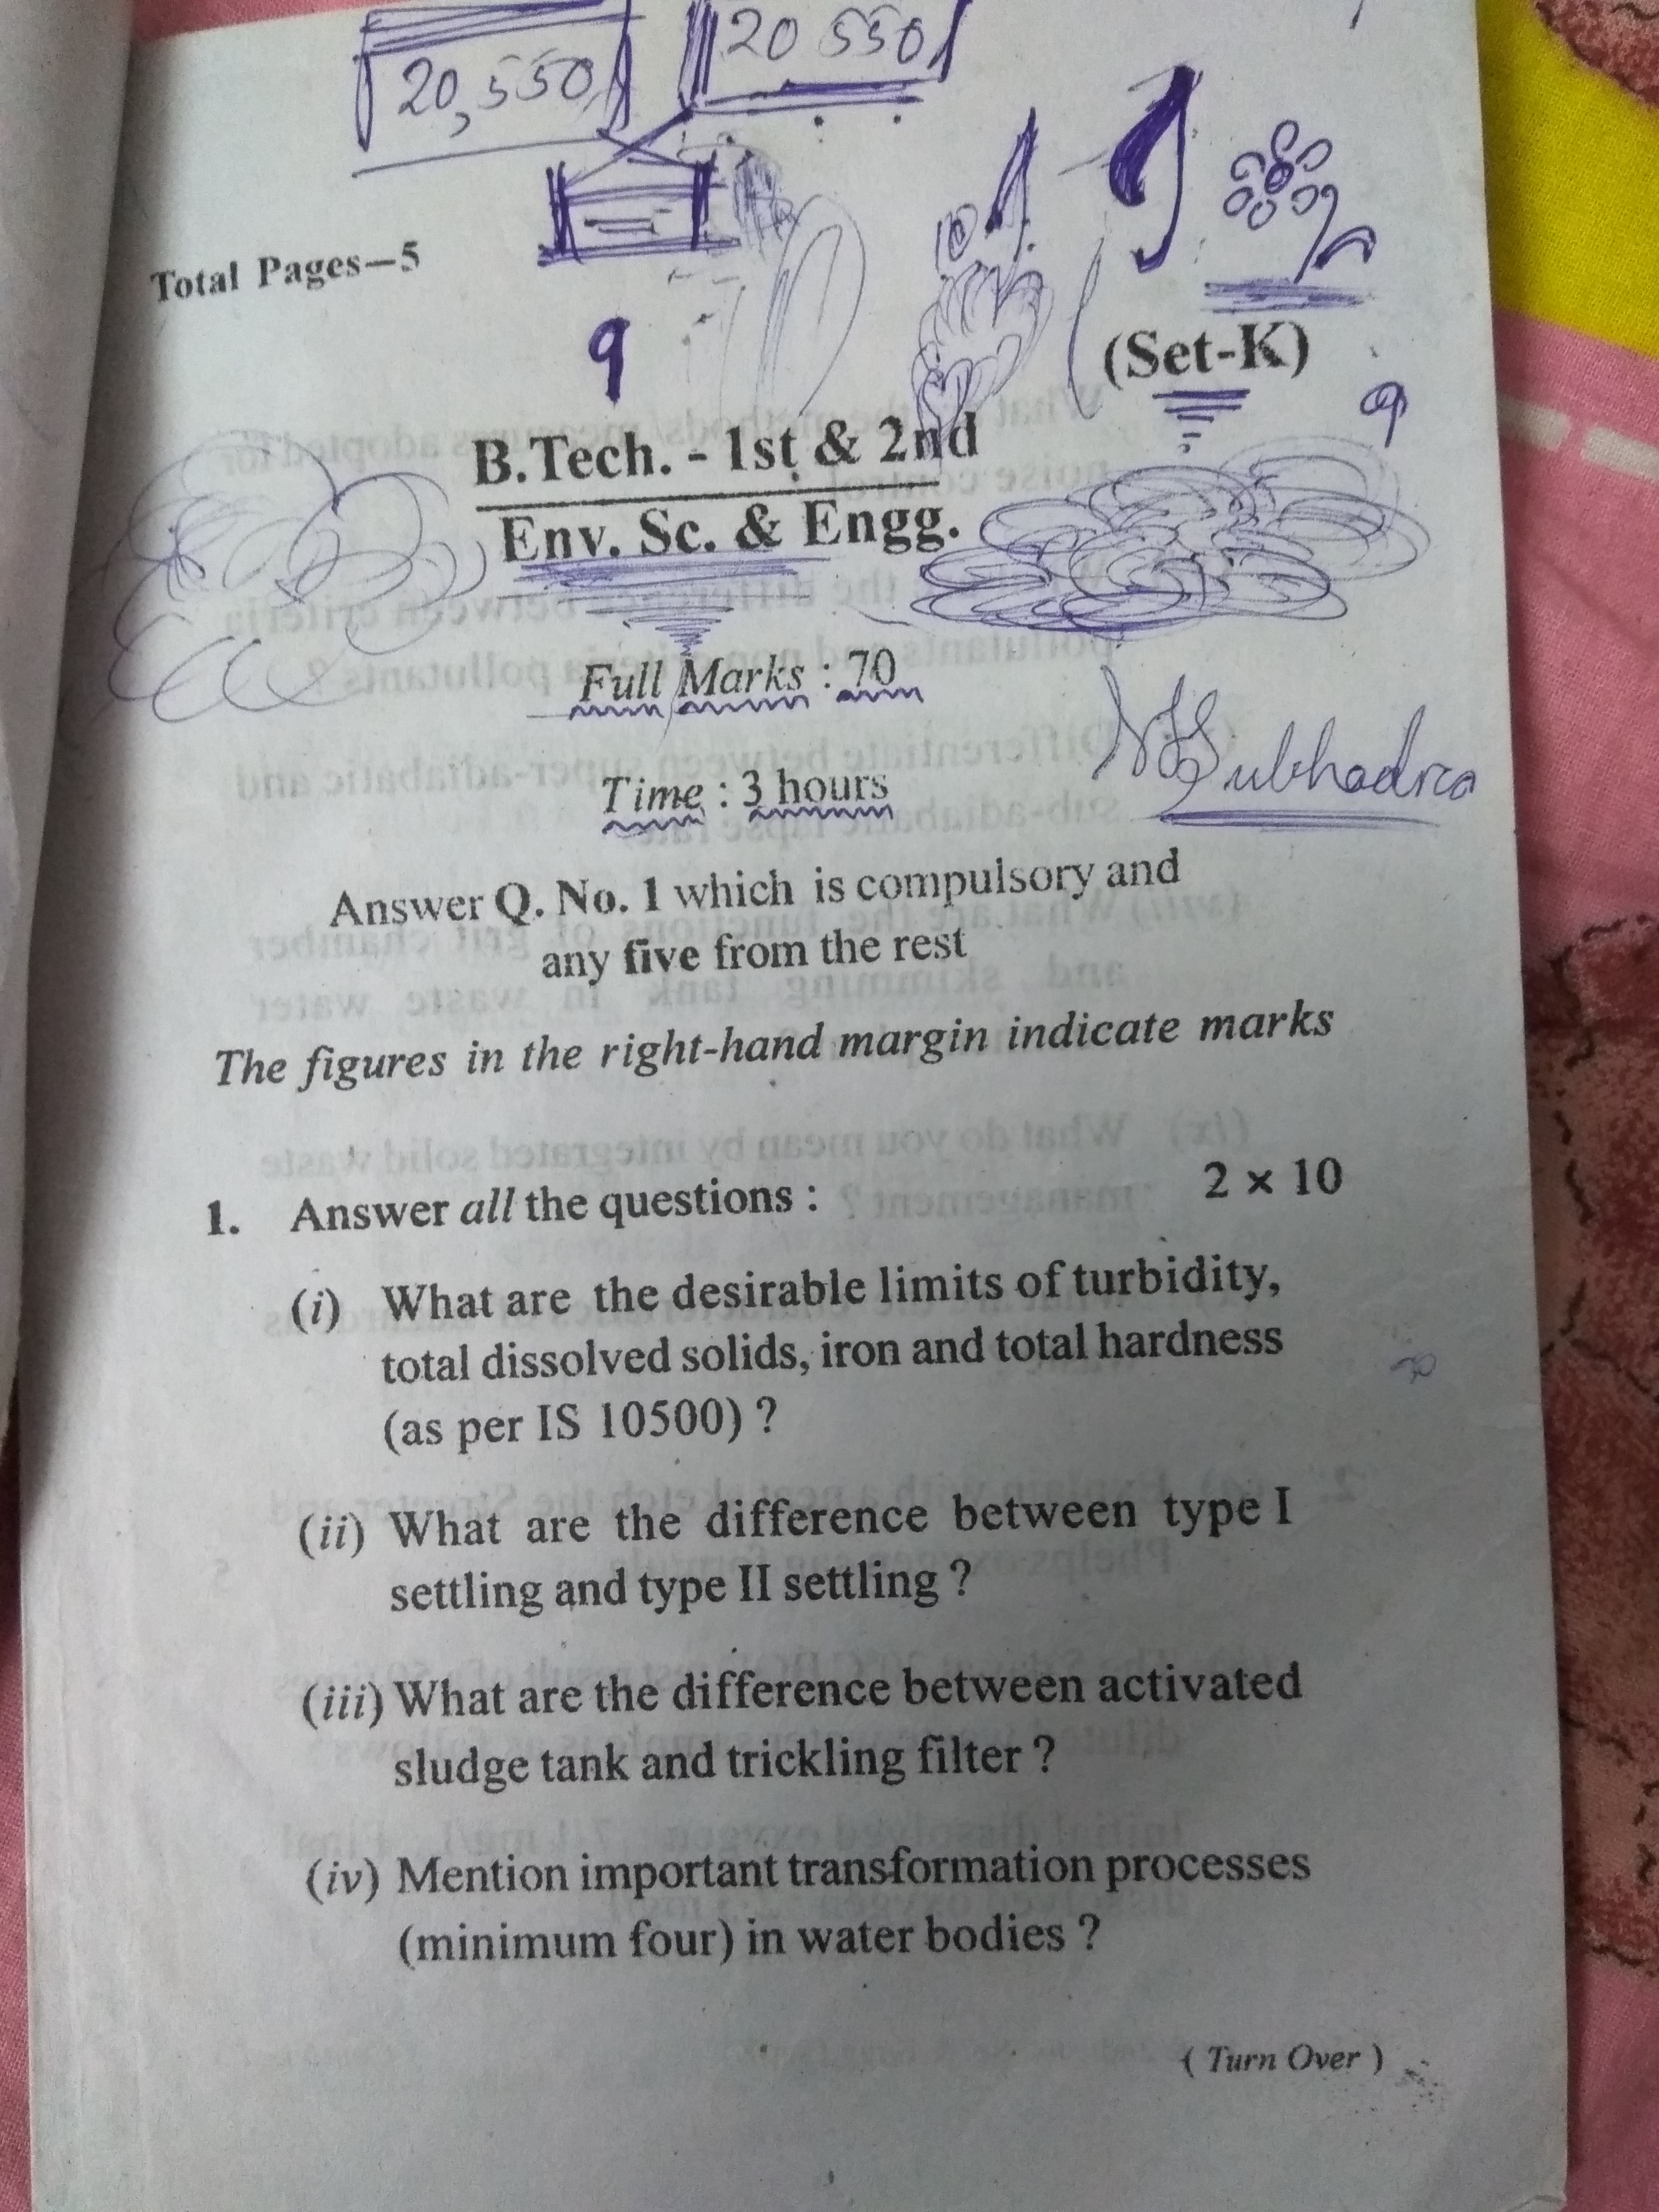 20,550
20 550
Total Pages—5
9
(Set-K)
9
B.Tech. - 1st & 2nd
Env. Sc. & Engg.
Full Marks : 70
Subhadra
Time : 3 hours
Answer Q. No. 1 which is compulsory and
any five from the rest
The figures in the right-hand margin indicate marks
1. Answer all the questions : 2 × 10
(i) What are the desirable limits of turbidity,
total dissolved solids, iron and total hardness
(as per IS 10500) ?
(ii) What are the difference between type I
settling and type II settling ?
(iii) What are the difference between activated
sludge tank and trickling filter ?
(iv) Mention important transformation processes
(minimum four) in water bodies ?
( Turn Over )